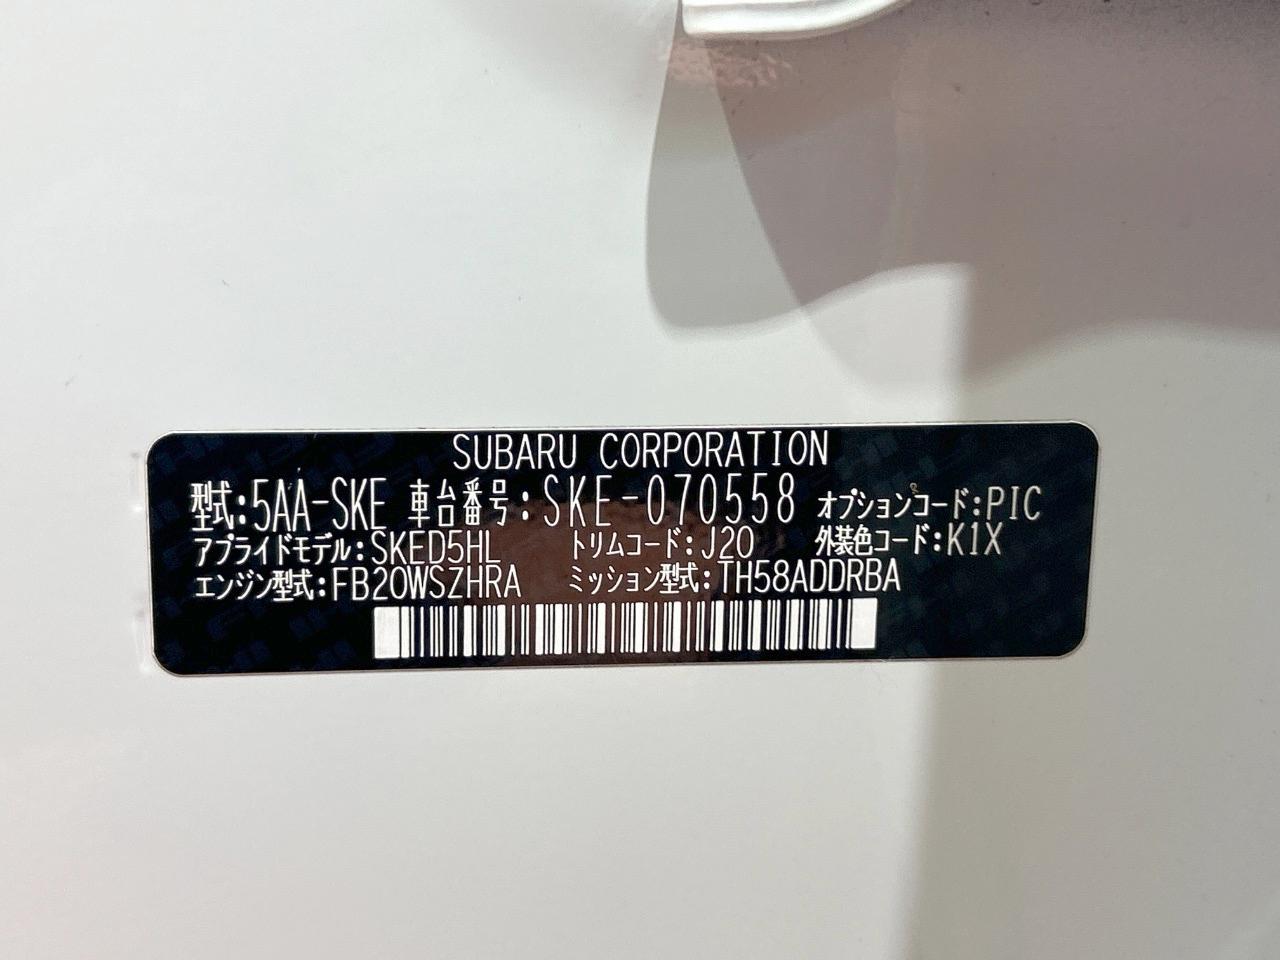 SUBARU CORPORATION
型式:5AA-SKE 車台番号:SKE-070558 オプションコード:PIC
アプライドモデル:SKED5HL トリムコード:J20 外装色コード:K1X
エンジン型式:FB20WSZHRA ミッション型式:TH58ADDRBA